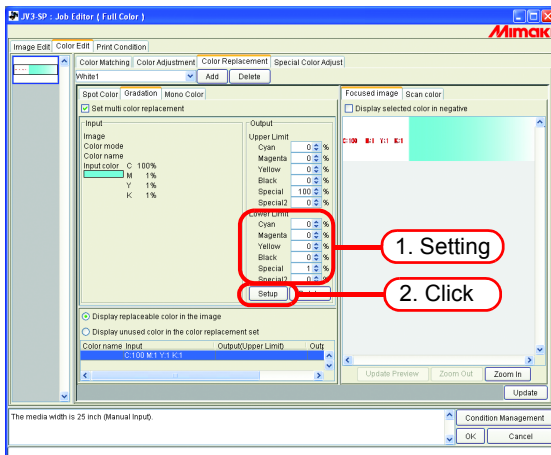 JV3-SP : Job Editor ( Full Color )
Mimaki
Image Edit Color Edit Print Condition
Color Matching Color Adjustment Color Replacement Special Color Adjust
White1 Add Delete
Spot Color Gradation Mono Color
Focused image Scan color
Set multi color replacement
Display selected color in negative
Input
Output
Image
Upper Limit
Color mode
Cyan 0 %
Color name
Magenta 0 %
Input color C 100%
Yellow 0 %
M 1%
Black 0 %
Y 1%
Special 100 %
K 1%
Special2 0 %
C:100 M:1 Y:1 K:1
Lower Limit
Cyan 0 %
Magenta 0 %
Yellow 0 %
Black 0 %
Special 1 %
Special2 0 %
1. Setting
Setup
2. Click
Display replaceable color in the image
Display unused color in the color replacement set
Color name Input Output(Upper Limit) Outp
C:100 M:1 Y:1 K:1
Update Preview Zoom Out Zoom In
Update
The media width is 25 inch (Manual Input).
Condition Management
OK Cancel